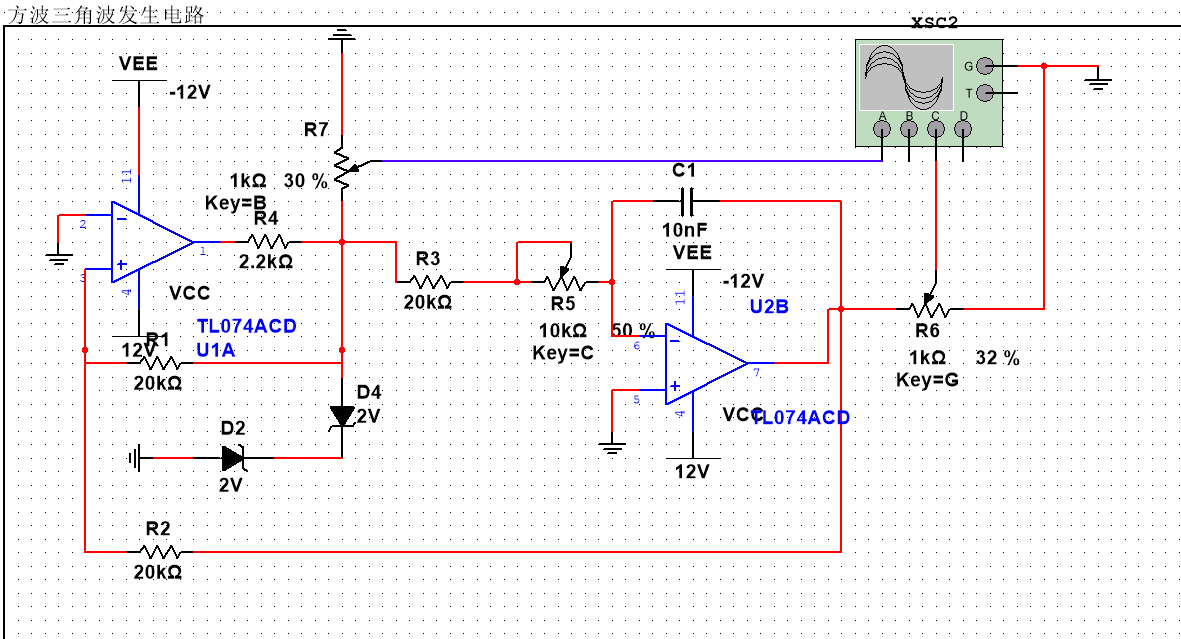 方波三角波发生电路
XSC2
VEE
-12V
G
T
A B C D
R7
1kΩ 30 %
Key=B
11
2
3
1
4
R4
2.2kΩ
VCC
12V
TL074ACD
U1A
R1
20kΩ
R3
20kΩ
R5
10kΩ 50 %
Key=C
C1
10nF
VEE
-12V
11
U2B
6
5
7
4
VCC
TL074ACD
12V
R6
1kΩ 32 %
Key=G
D4
2V
D2
2V
R2
20kΩ